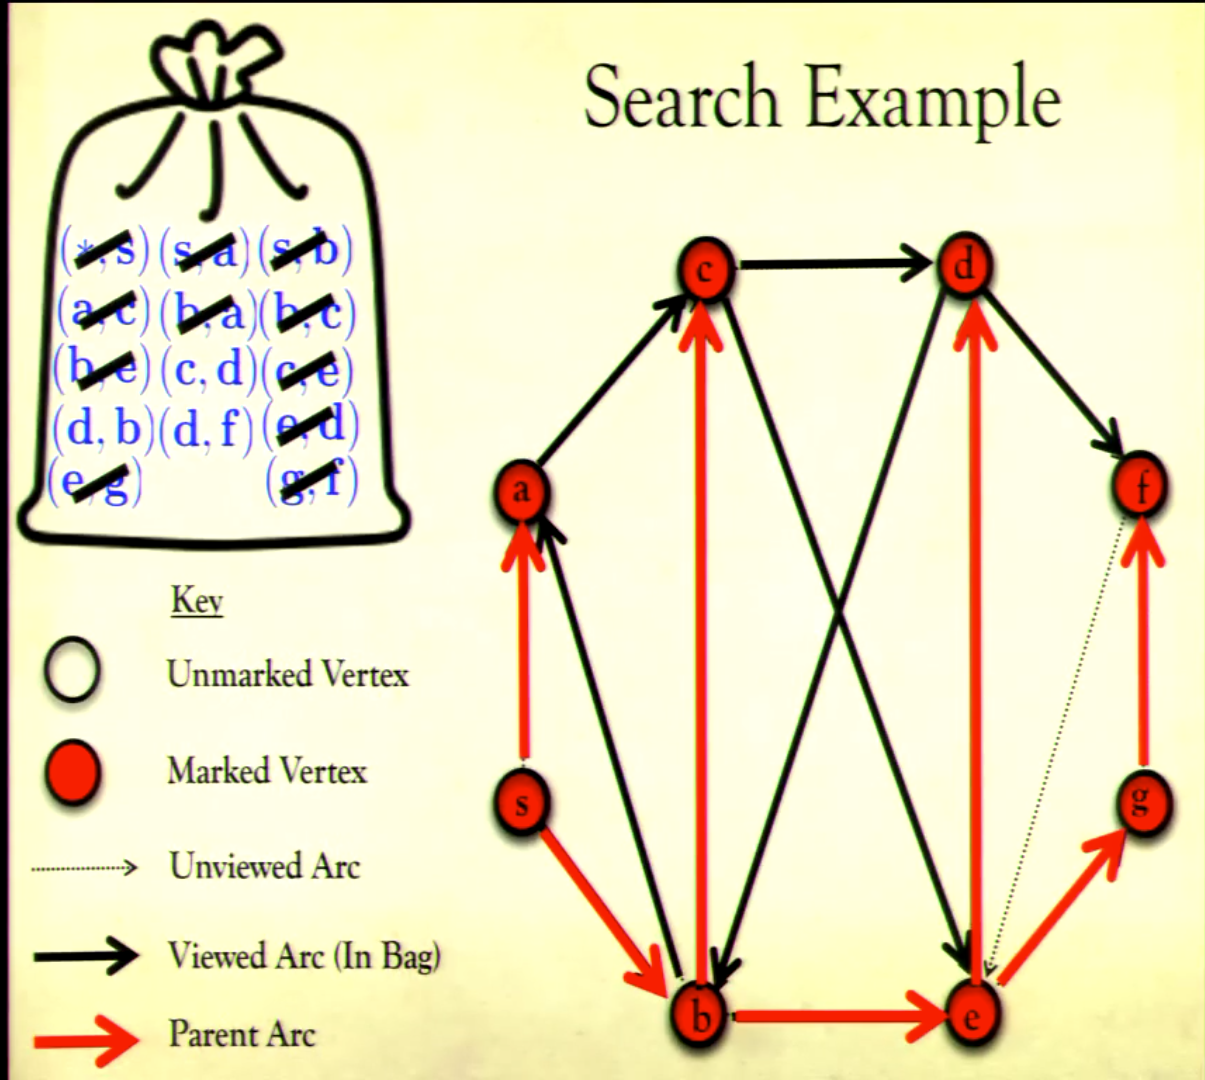 Search Example
(*, s) (s, a) (s, b)
(a, c) (b, a) (b, c)
(b, e) (c, d) (c, e)
(d, b) (d, f) (e, d)
(e, g) (g, f)
c
d
a
f
s
g
b
e
Key
Unmarked Vertex
Marked Vertex
Unviewed Arc
Viewed Arc (In Bag)
Parent Arc